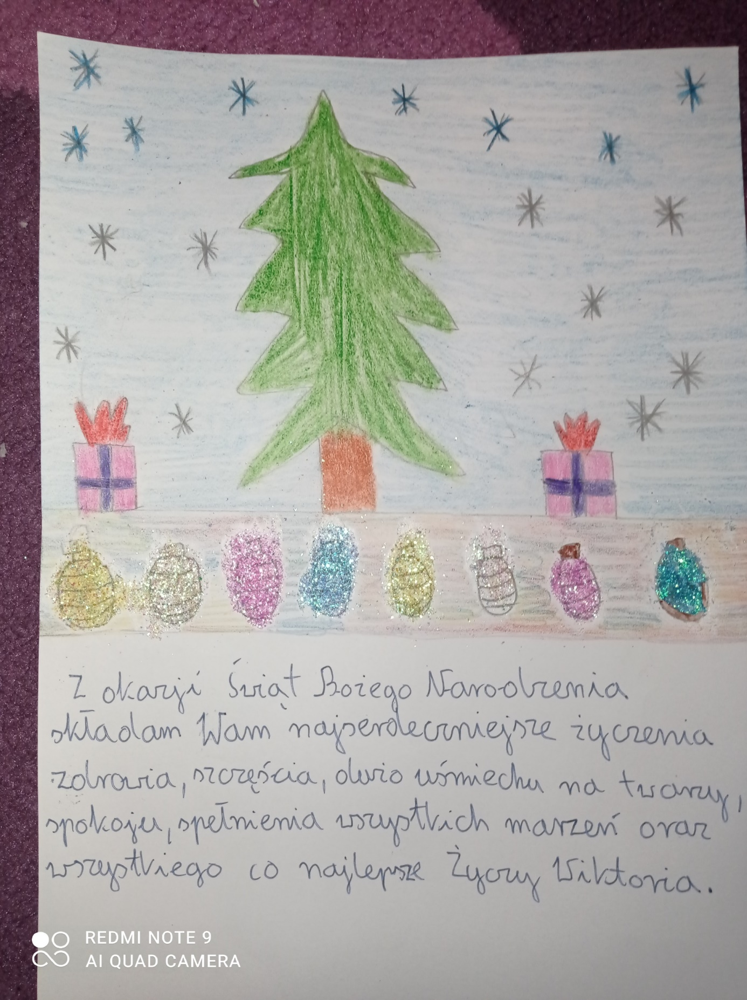 Z okazji Świąt Bożego Narodzenia
składam Wam najserdeczniejsze życzenia
zdrowia, szczęścia, dużo uśmiechu na twarzy,
spokoju, spełnienia wszystkich marzeń oraz
wszystkiego co najlepsze Życzy Wiktoria.
REDMI NOTE 9
AI QUAD CAMERA